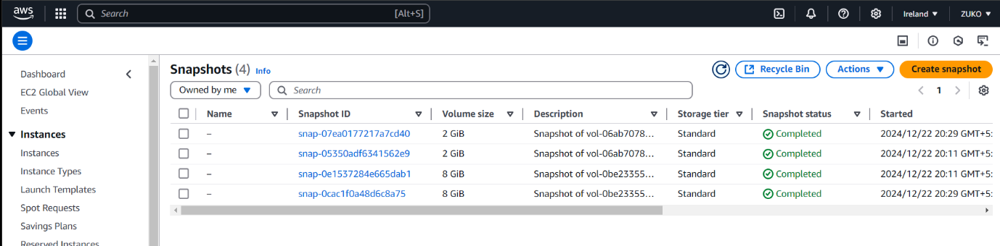 aws Search [Alt+S] Ireland ▼ ZUKO ▼
Snapshots (4) Info Recycle Bin Actions ▼ Create snapshot
Owned by me ▼ Search 1
Name Snapshot ID Volume size Description Storage tier Snapshot status Started
– snap-07ea0177217a7cd40 2 GiB Snapshot of vol-06ab7078... Standard Completed 2024/12/22 20:29 GMT+5:
– snap-05350adf6341562e9 2 GiB Snapshot of vol-06ab7078... Standard Completed 2024/12/22 20:11 GMT+5:
– snap-0e1537284e665dab1 8 GiB Snapshot of vol-0be23355... Standard Completed 2024/12/22 20:11 GMT+5:
– snap-0cac1f0a48d6c8a75 8 GiB Snapshot of vol-0be23355... Standard Completed 2024/12/22 20:29 GMT+5:
Dashboard
EC2 Global View
Events
Instances
Instances
Instance Types
Launch Templates
Spot Requests
Savings Plans
Reserved Instances